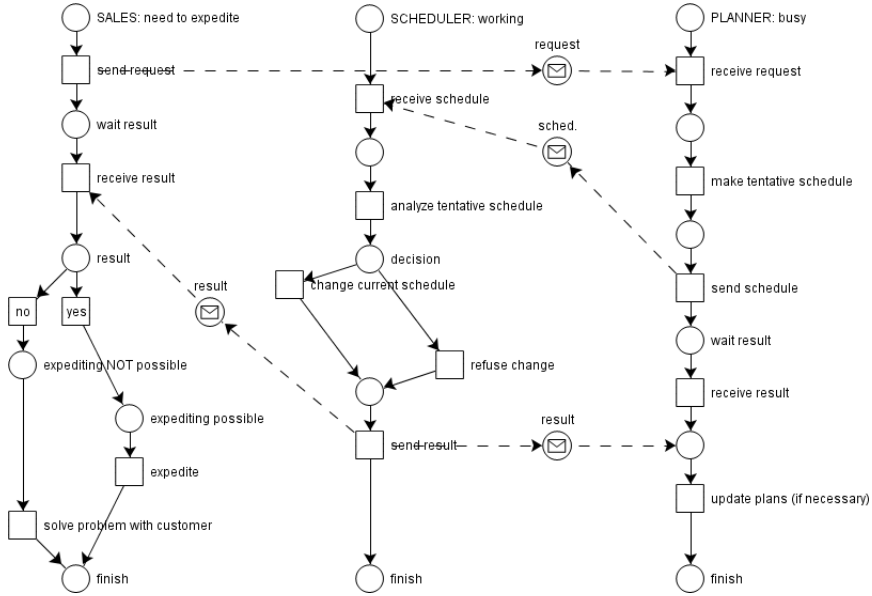 SALES: need to expedite
SCHEDULER: working
PLANNER: busy
request
send request
receive request
receive schedule
wait result
sched.
receive result
make tentative schedule
analyze tentative schedule
result
decision
result
change current schedule
send schedule
no
yes
wait result
expediting NOT possible
refuse change
receive result
expediting possible
result
send result
expedite
update plans (if necessary)
solve problem with customer
finish
finish
finish